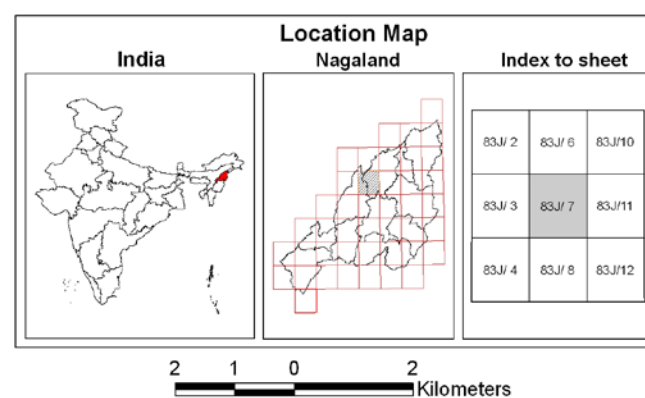 Location Map
India
Nagaland
Index to sheet
83J/ 2 83J/ 6 83J/10
83J/ 3 83J/ 7 83J/11
83J/ 4 83J/ 8 83J/12
2 1 0 2
Kilometers